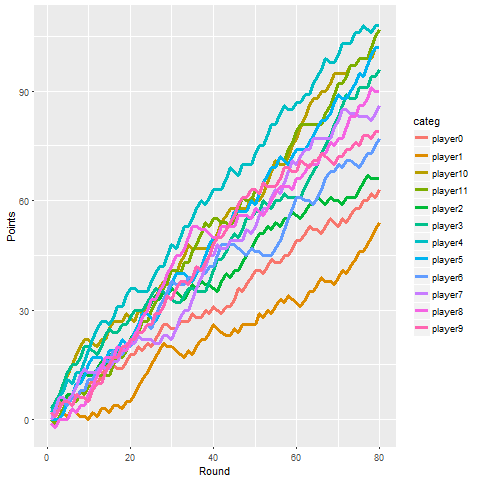 90
60
30
0
Points
0
20
40
60
80
Round
categ
player0
player1
player10
player11
player2
player3
player4
player5
player6
player7
player8
player9